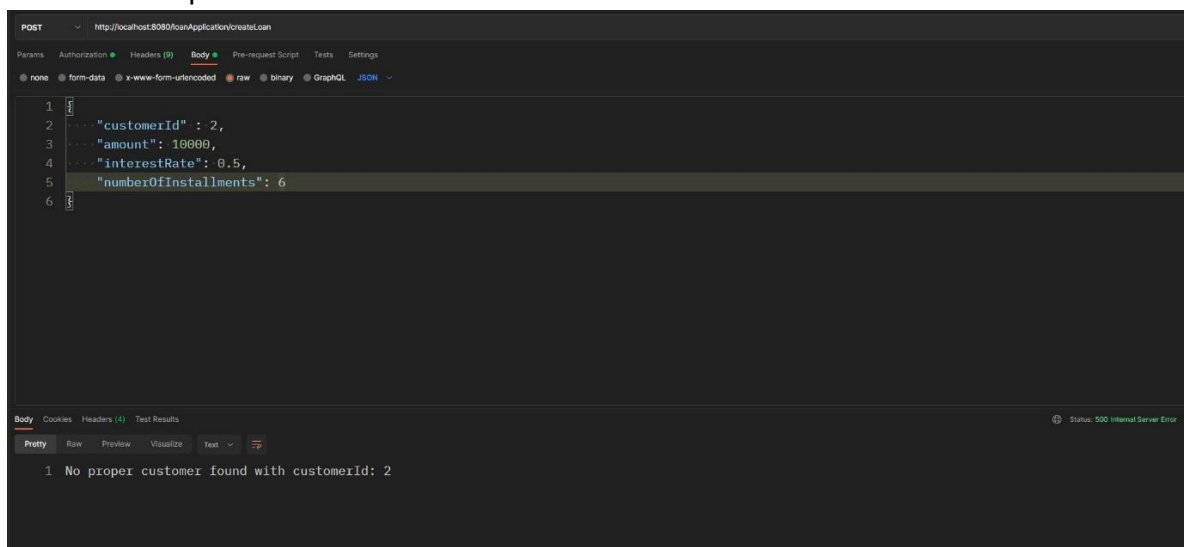 POST http://localhost:8080/loanApplication/createLoan
Params Authorization Headers (9) Body Pre-request Script Tests Settings
none form-data x-www-form-urlencoded raw binary GraphQL JSON
1 {
2 "customerId" : 2,
3 "amount": 10000,
4 "interestRate": 0.5,
5 "numberOfInstallments": 6
6 }
Body Cookies Headers (4) Test Results Status: 500 Internal Server Error
Pretty Raw Preview Visualize Text
1 No proper customer found with customerId: 2